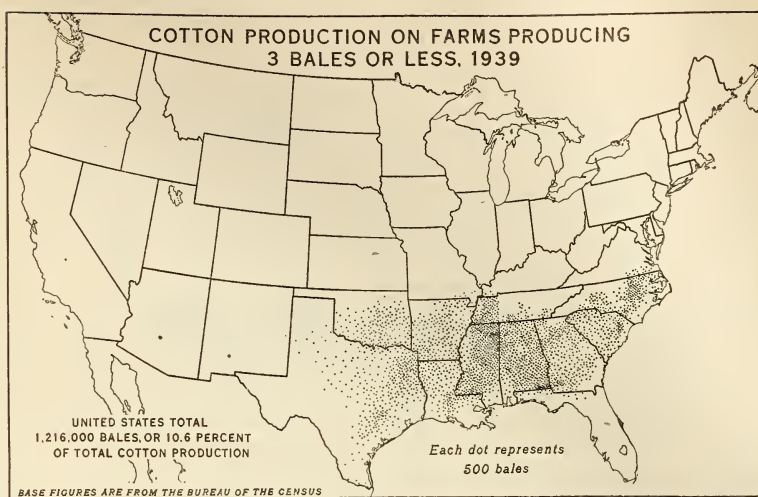 COTTON PRODUCTION ON FARMS PRODUCING
3 BALES OR LESS, 1939
UNITED STATES TOTAL
1,216,000 BALES, OR 10.6 PERCENT
OF TOTAL COTTON PRODUCTION
Each dot represents
500 bales
BASE FIGURES ARE FROM THE BUREAU OF THE CENSUS